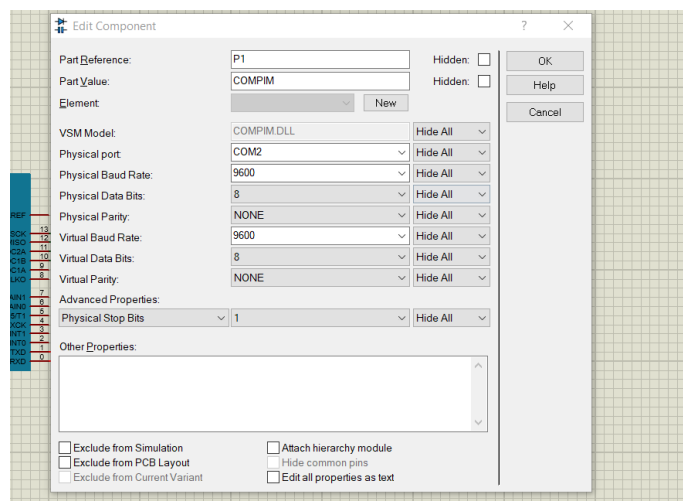 Edit Component
? ×
Part Reference: P1 Hidden: OK
Part Value: COMPIM Hidden: Help
Element: New Cancel
VSM Model: COMPIM.DLL Hide All
Physical port: COM2 Hide All
Physical Baud Rate: 9600 Hide All
Physical Data Bits: 8 Hide All
Physical Parity: NONE Hide All
Virtual Baud Rate: 9600 Hide All
Virtual Data Bits: 8 Hide All
Virtual Parity: NONE Hide All
Advanced Properties:
Physical Stop Bits 1 Hide All
Other Properties:
Exclude from Simulation Attach hierarchy module
Exclude from PCB Layout Hide common pins
Exclude from Current Variant Edit all properties as text
REF
SCK 13
12
11
10
9
8
7
6
5
4
3
INT0 2
TXD 1
RXD 0